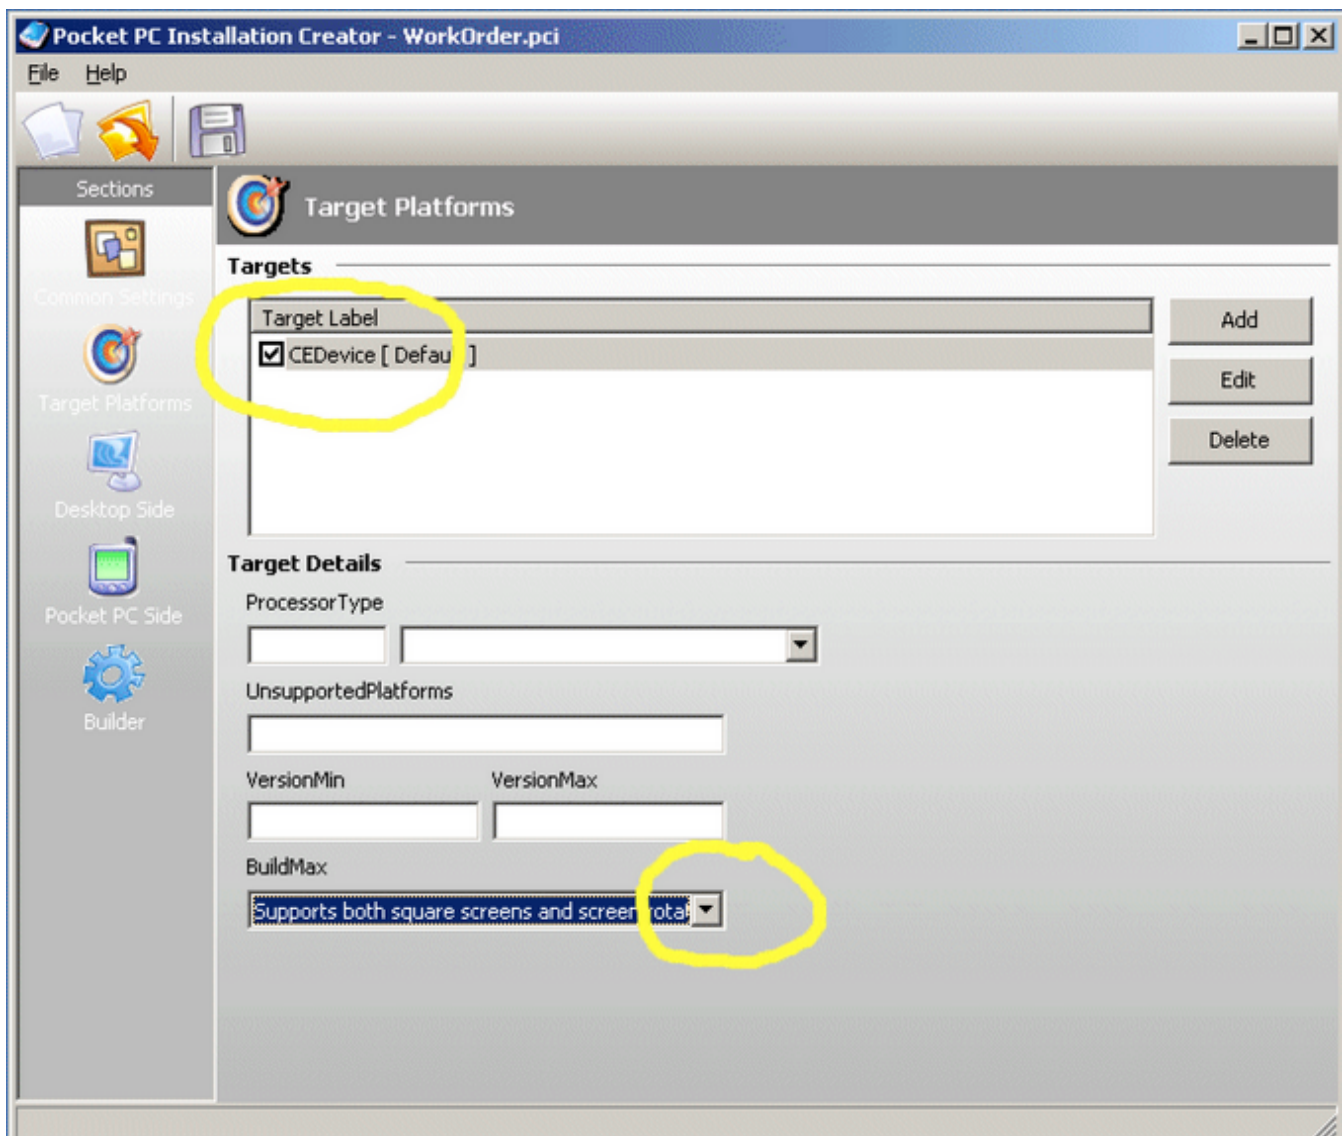 Pocket PC Installation Creator - WorkOrder.pci
File Help
Sections
Target Platforms
Targets
Common Settings
Target Label
Add
CEDevice [ Defau ]
Edit
Target Platforms
Delete
Desktop Side
Target Details
ProcessorType
Pocket PC Side
UnsupportedPlatforms
Builder
VersionMin VersionMax
BuildMax
Supports both square screens and screen rotat